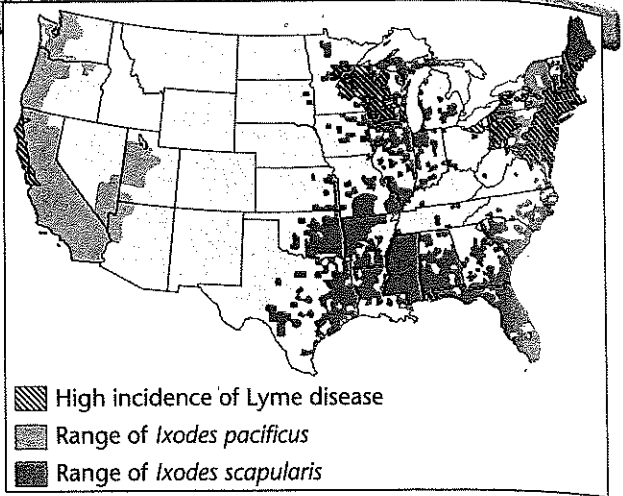 High incidence of Lyme disease
Range of Ixodes pacificus
Range of Ixodes scapularis